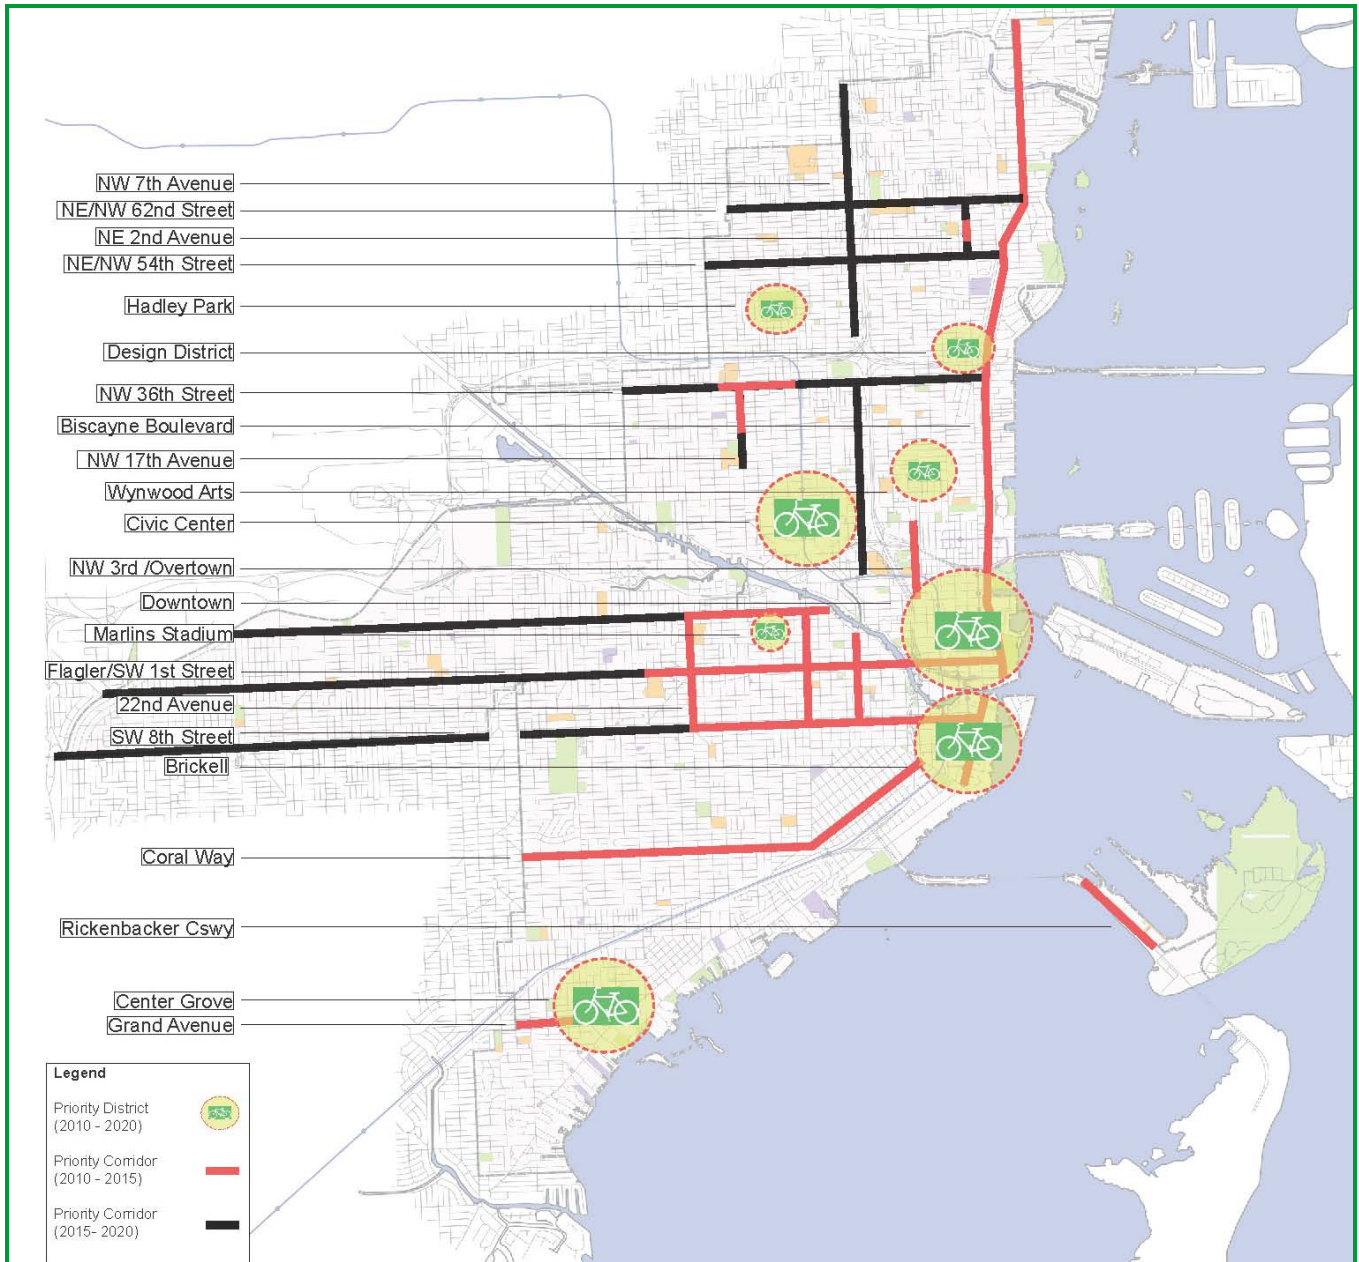 NW 7th Avenue
NE/NW 62nd Street
NE 2nd Avenue
NE/NW 54th Street
Hadley Park
Design District
NW 36th Street
Biscayne Boulevard
NW 17th Avenue
Wynwood Arts
Civic Center
NW 3rd /Overtown
Downtown
Marlins Stadium
Flagler/SW 1st Street
22nd Avenue
SW 8th Street
Brickell
Coral Way
Rickenbacker Cswy
Center Grove
Grand Avenue
Legend
Priority District
(2010 - 2020)
Priority Corridor
(2010 - 2015)
Priority Corridor
(2015- 2020)